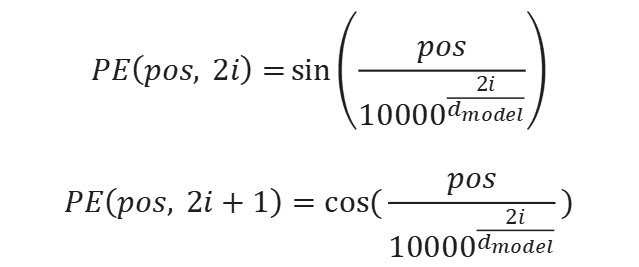 PE(pos, 2i) = sin(pos / 10000^(2i / d_model))
PE(pos, 2i + 1) = cos(pos / 10000^(2i / d_model))